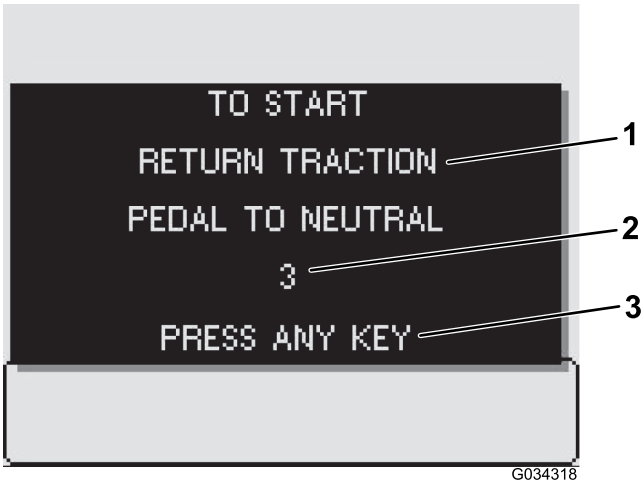 TO START
RETURN TRACTION
1
PEDAL TO NEUTRAL
2
3
PRESS ANY KEY
3
G034318